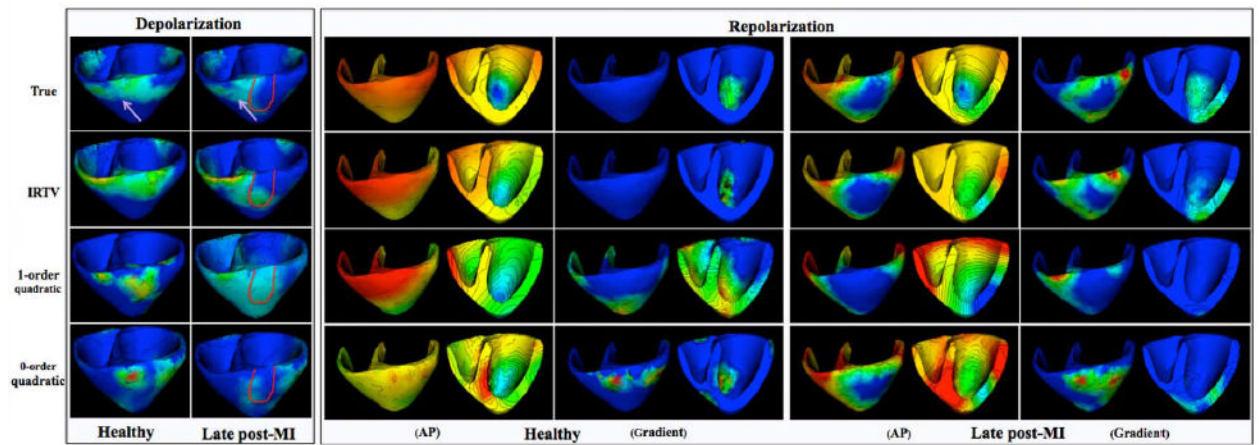 Depolarization
Repolarization
True
IRTV
1-order
quadratic
0-order
quadratic
Healthy
Late post-MI
(AP)
Healthy
(Gradient)
(AP)
Late post-MI
(Gradient)